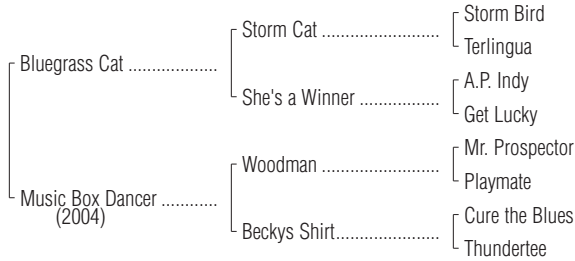 Storm Bird
Storm Cat ........................
Terlingua
Bluegrass Cat ..................
A.P. Indy
She's a Winner ................
Get Lucky
Mr. Prospector
Woodman ........................
Playmate
Music Box Dancer ...........
(2004)
Cure the Blues
Beckys Shirt.....................
Thundertee